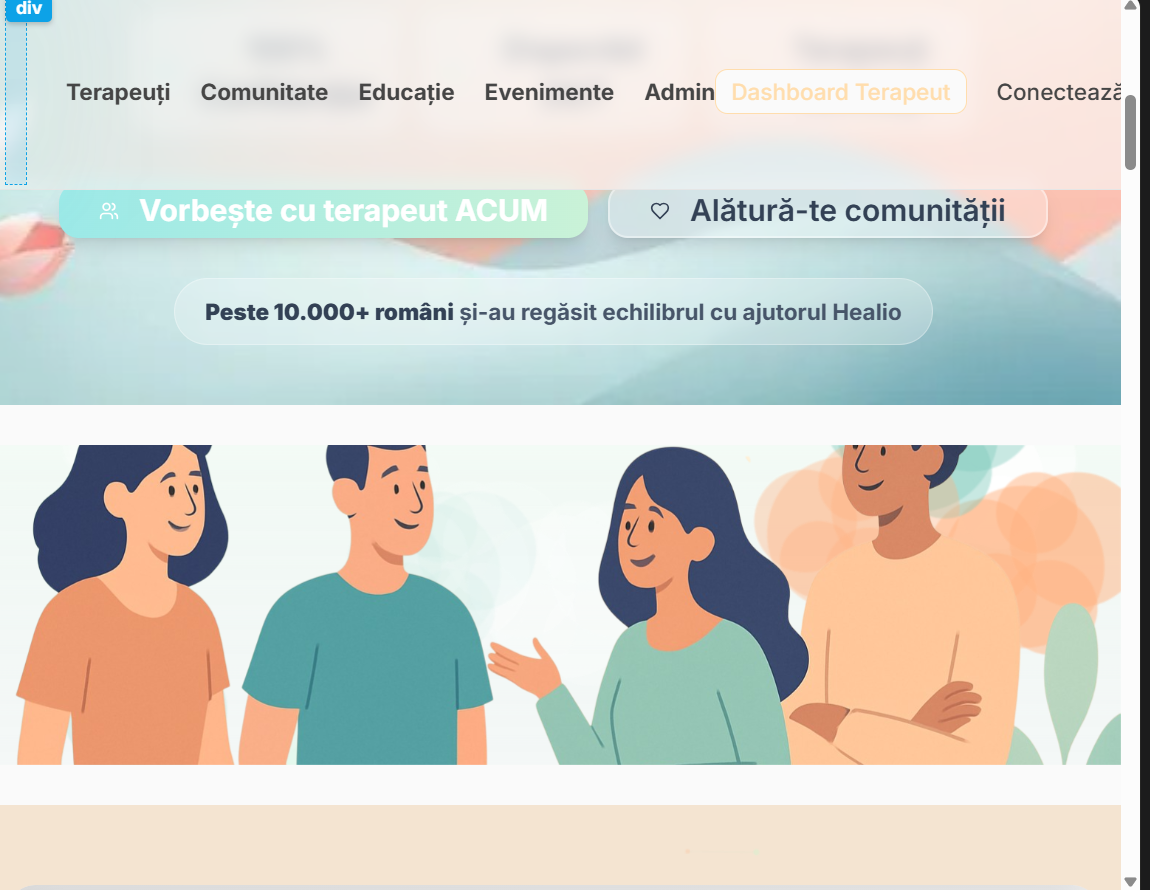 div
Terapeuți Comunitate Educație Evenimente Admin Dashboard Terapeut Conectează
Vorbește cu terapeut ACUM Alătură-te comunității
Peste 10.000+ români și-au regăsit echilibrul cu ajutorul Healio